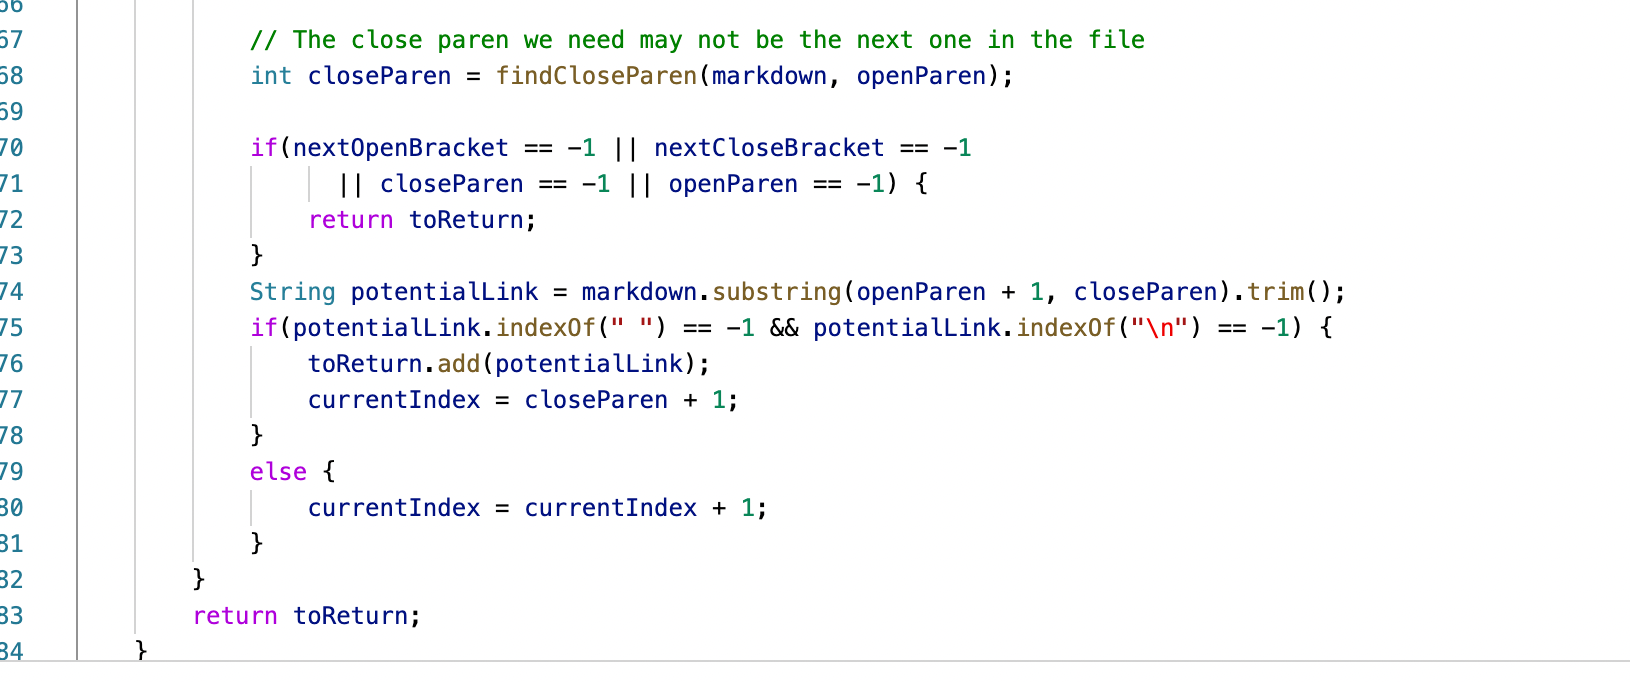 66
67 // The close paren we need may not be the next one in the file
68 int closeParen = findCloseParen(markdown, openParen);
69
70 if(nextOpenBracket == -1 || nextCloseBracket == -1
71 || closeParen == -1 || openParen == -1) {
72 return toReturn;
73 }
74 String potentialLink = markdown.substring(openParen + 1, closeParen).trim();
75 if(potentialLink.indexOf(" ") == -1 && potentialLink.indexOf("\n") == -1) {
76 toReturn.add(potentialLink);
77 currentIndex = closeParen + 1;
78 }
79 else {
80 currentIndex = currentIndex + 1;
81 }
82 }
83 return toReturn;
84 }